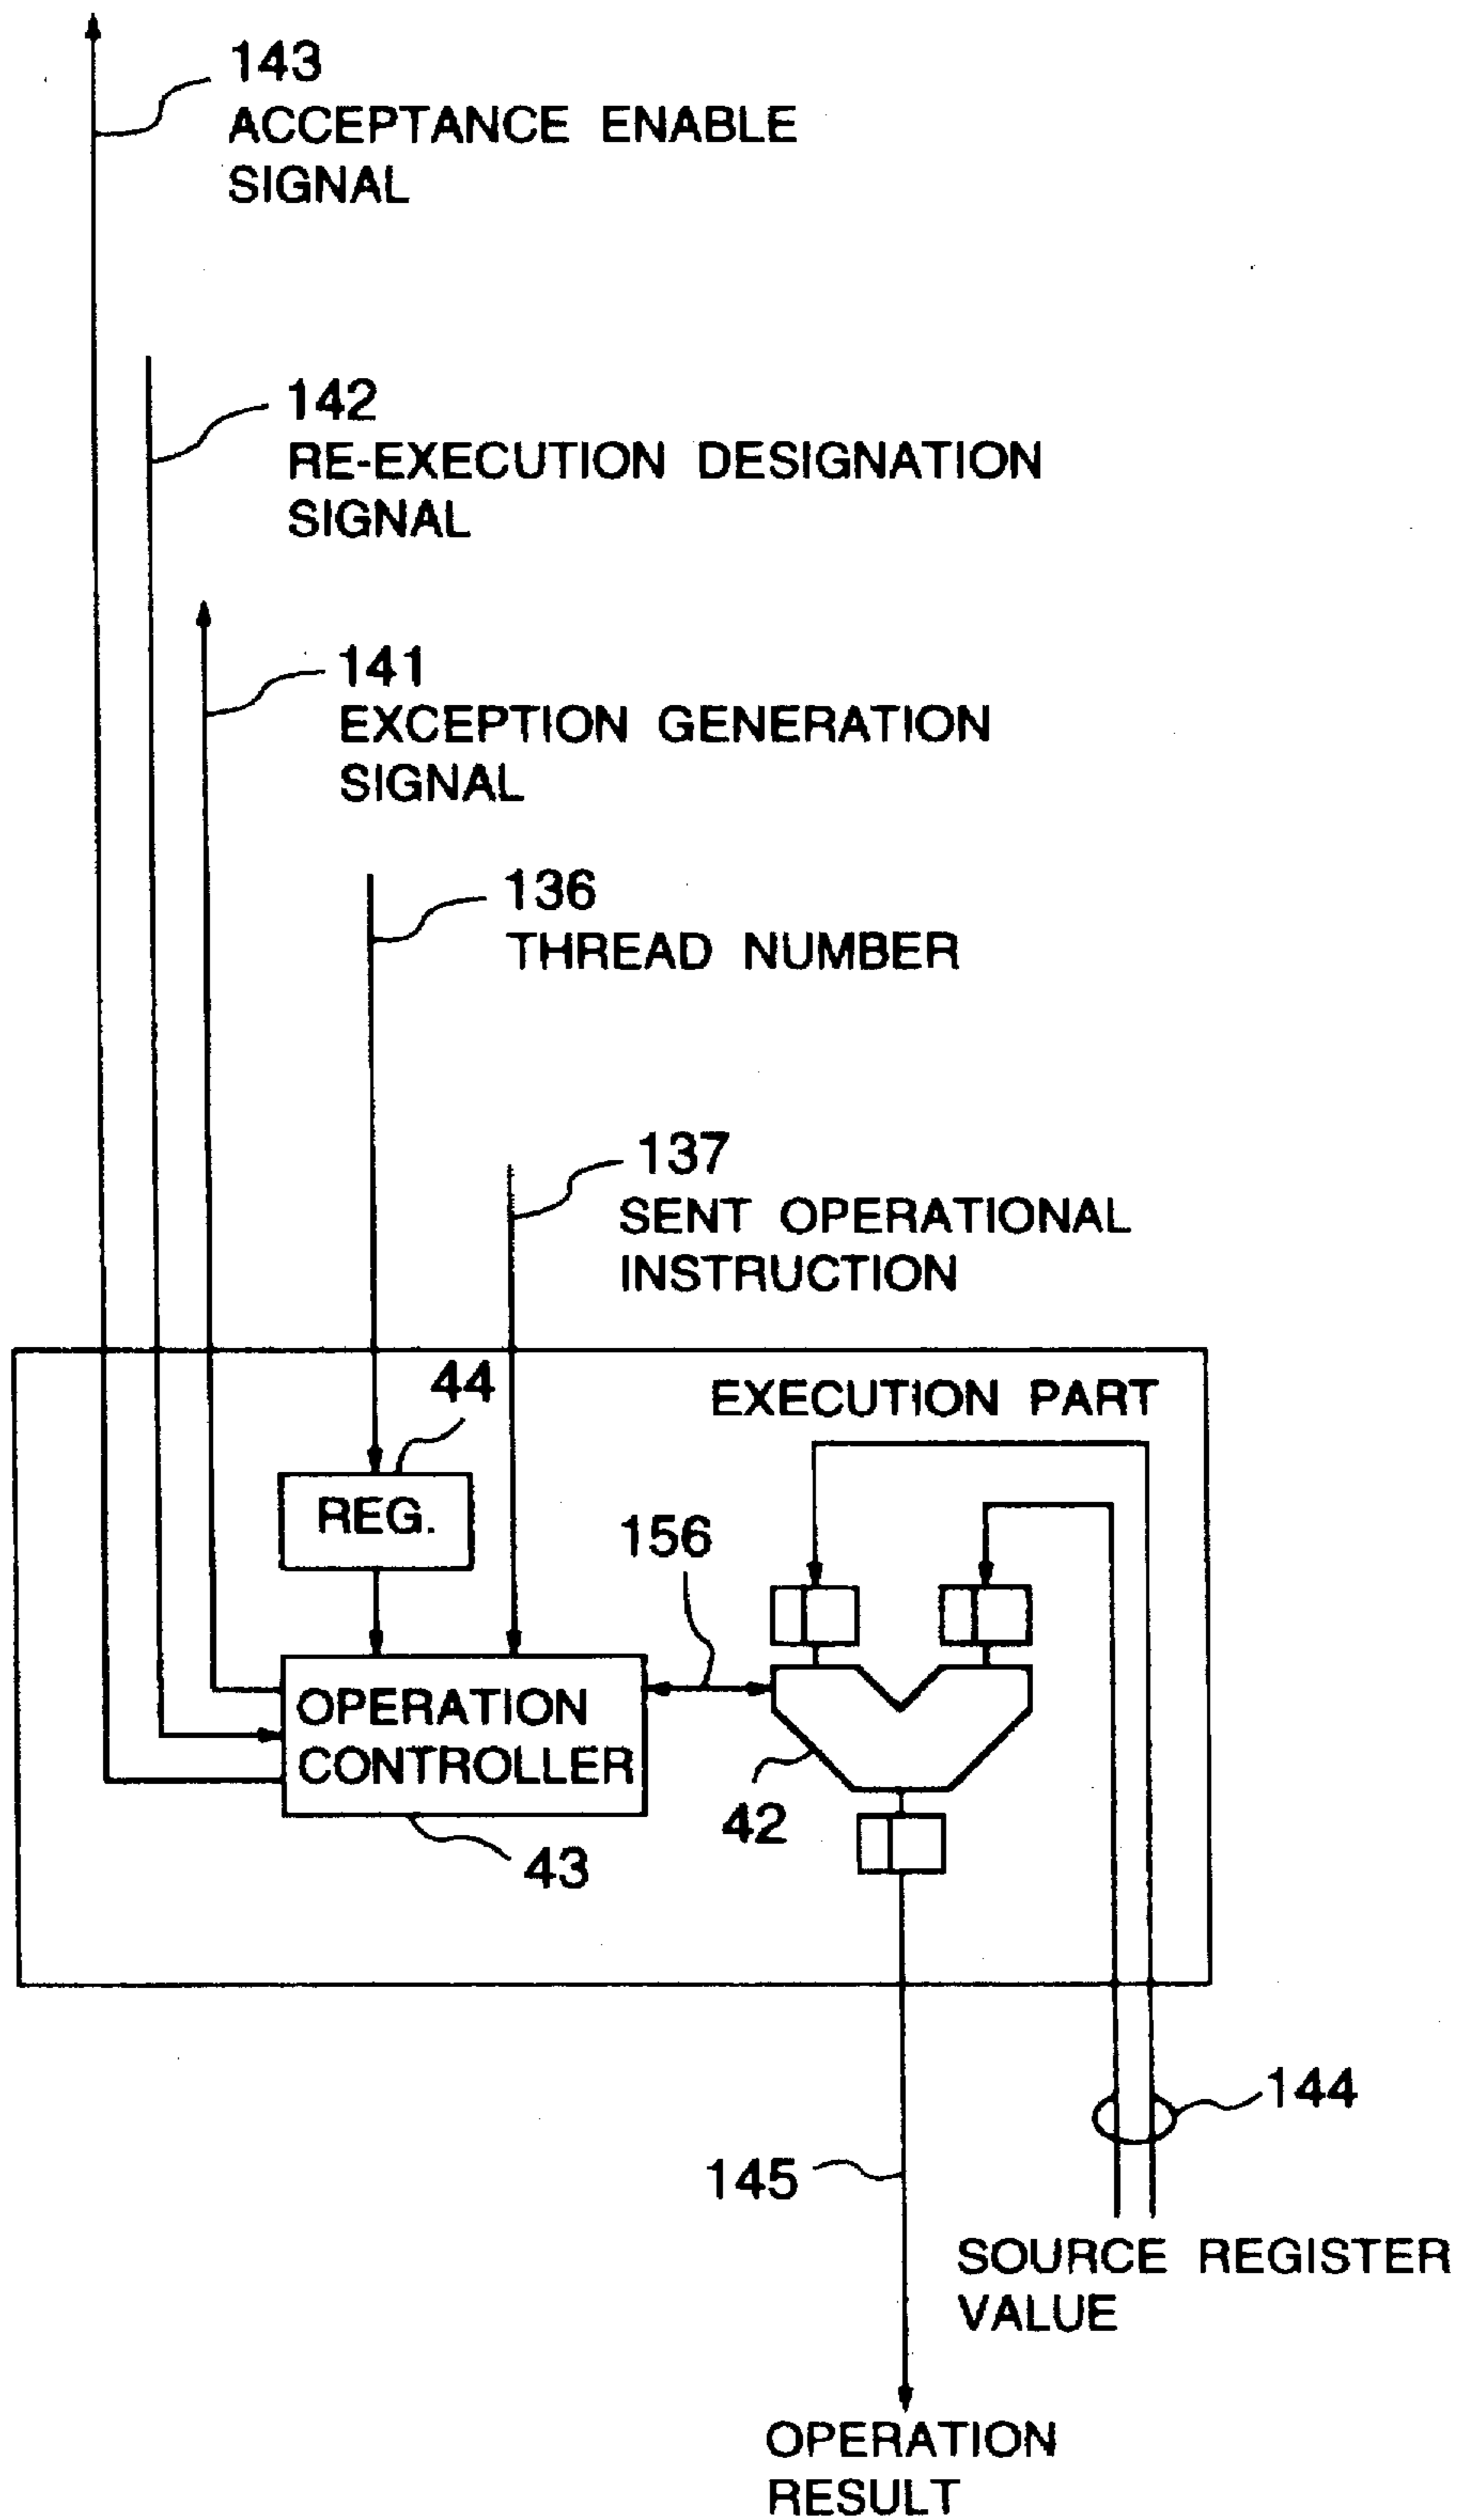 143
ACCEPTANCE ENABLE
SIGNAL
142
RE-EXECUTION DESIGNATION
SIGNAL
141
EXCEPTION GENERATION
SIGNAL
136
THREAD NUMBER
137
SENT OPERATIONAL
INSTRUCTION
44
EXECUTION PART
REG.
156
OPERATION
CONTROLLER
42
43
144
145
SOURCE REGISTER
VALUE
OPERATION
RESULT